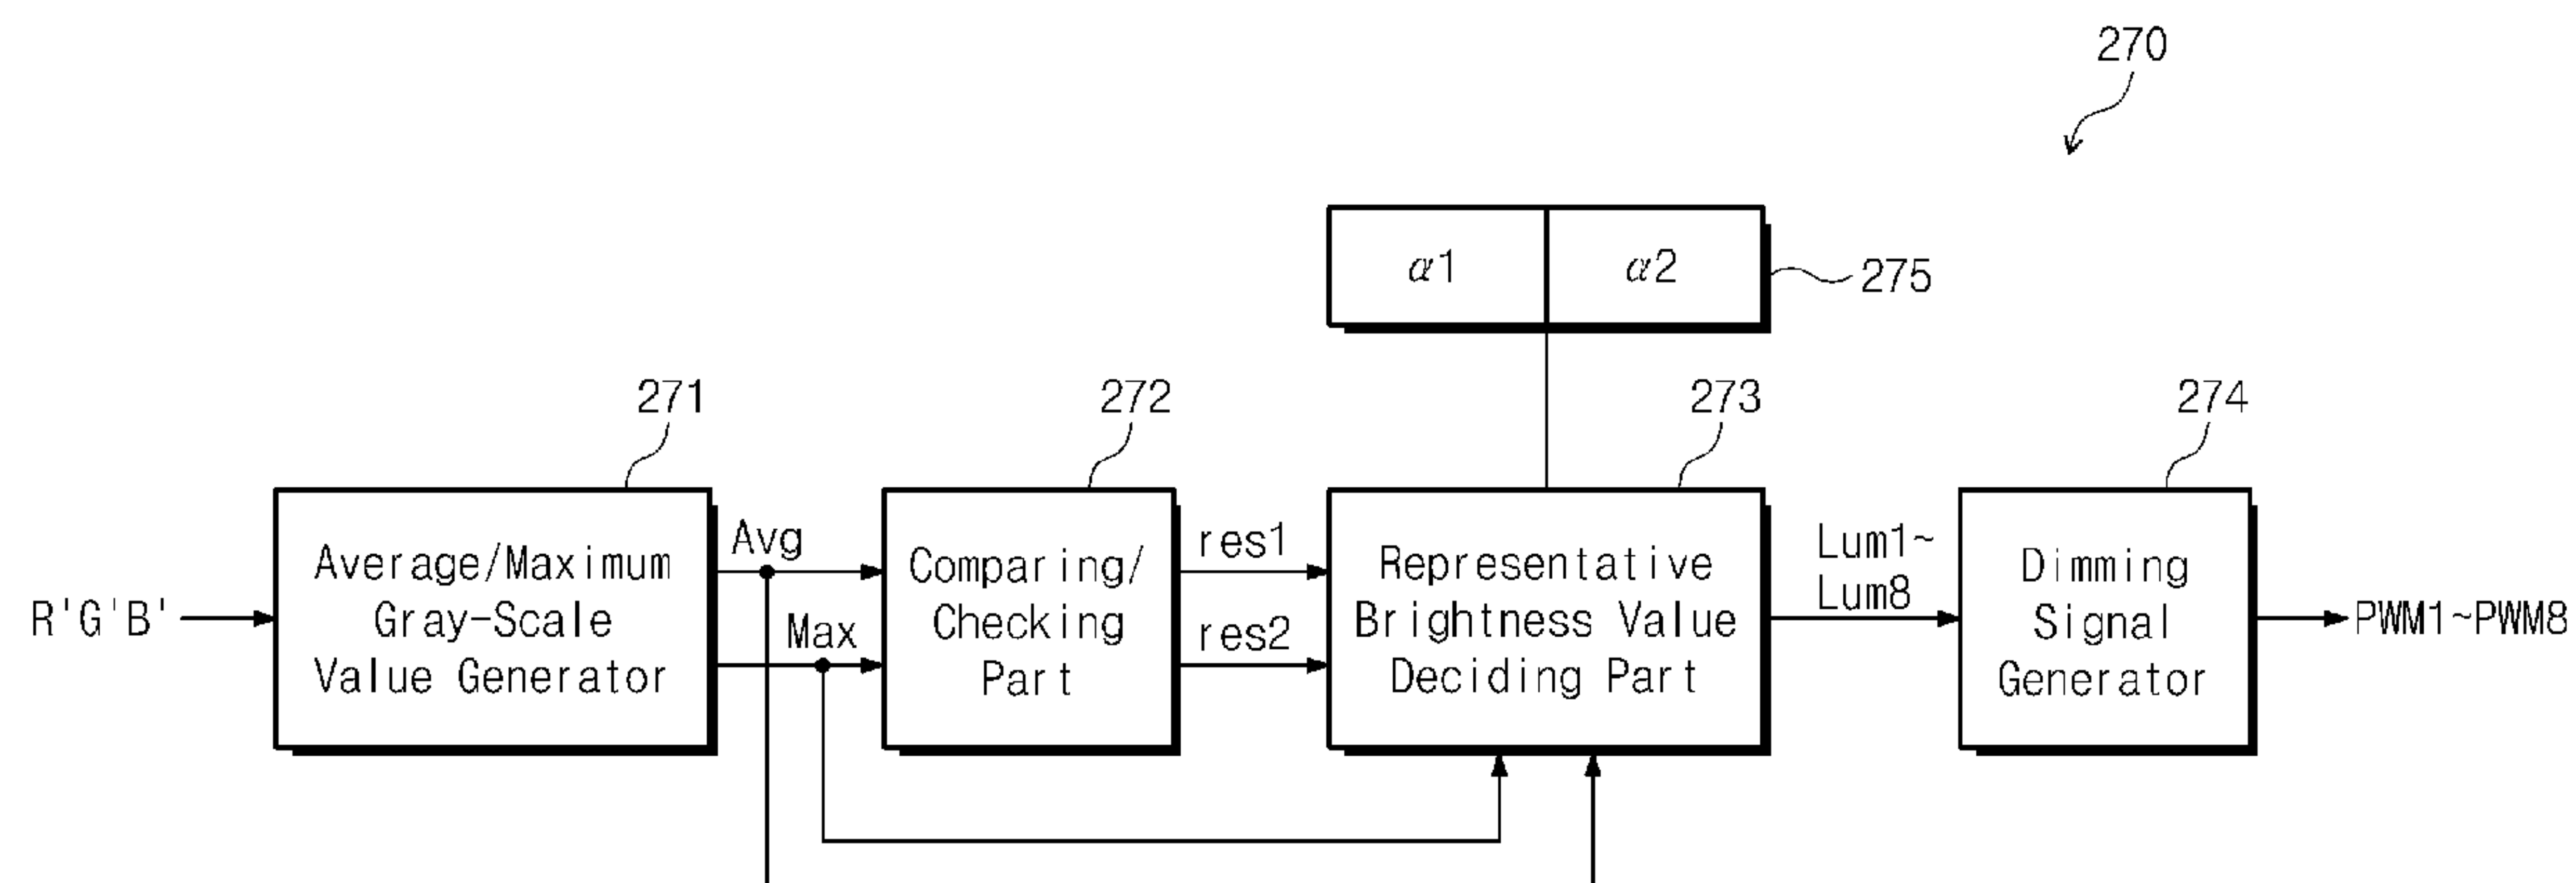 270
α1 α2
275
271 272 273 274
Avg
Max
res1
res2
Lum1~
Lum8
R'G'B'
Average/Maximum
Gray-Scale
Value Generator
Comparing/
Checking
Part
Representative
Brightness Value
Deciding Part
Dimming
Signal
Generator
PWM1~PWM8